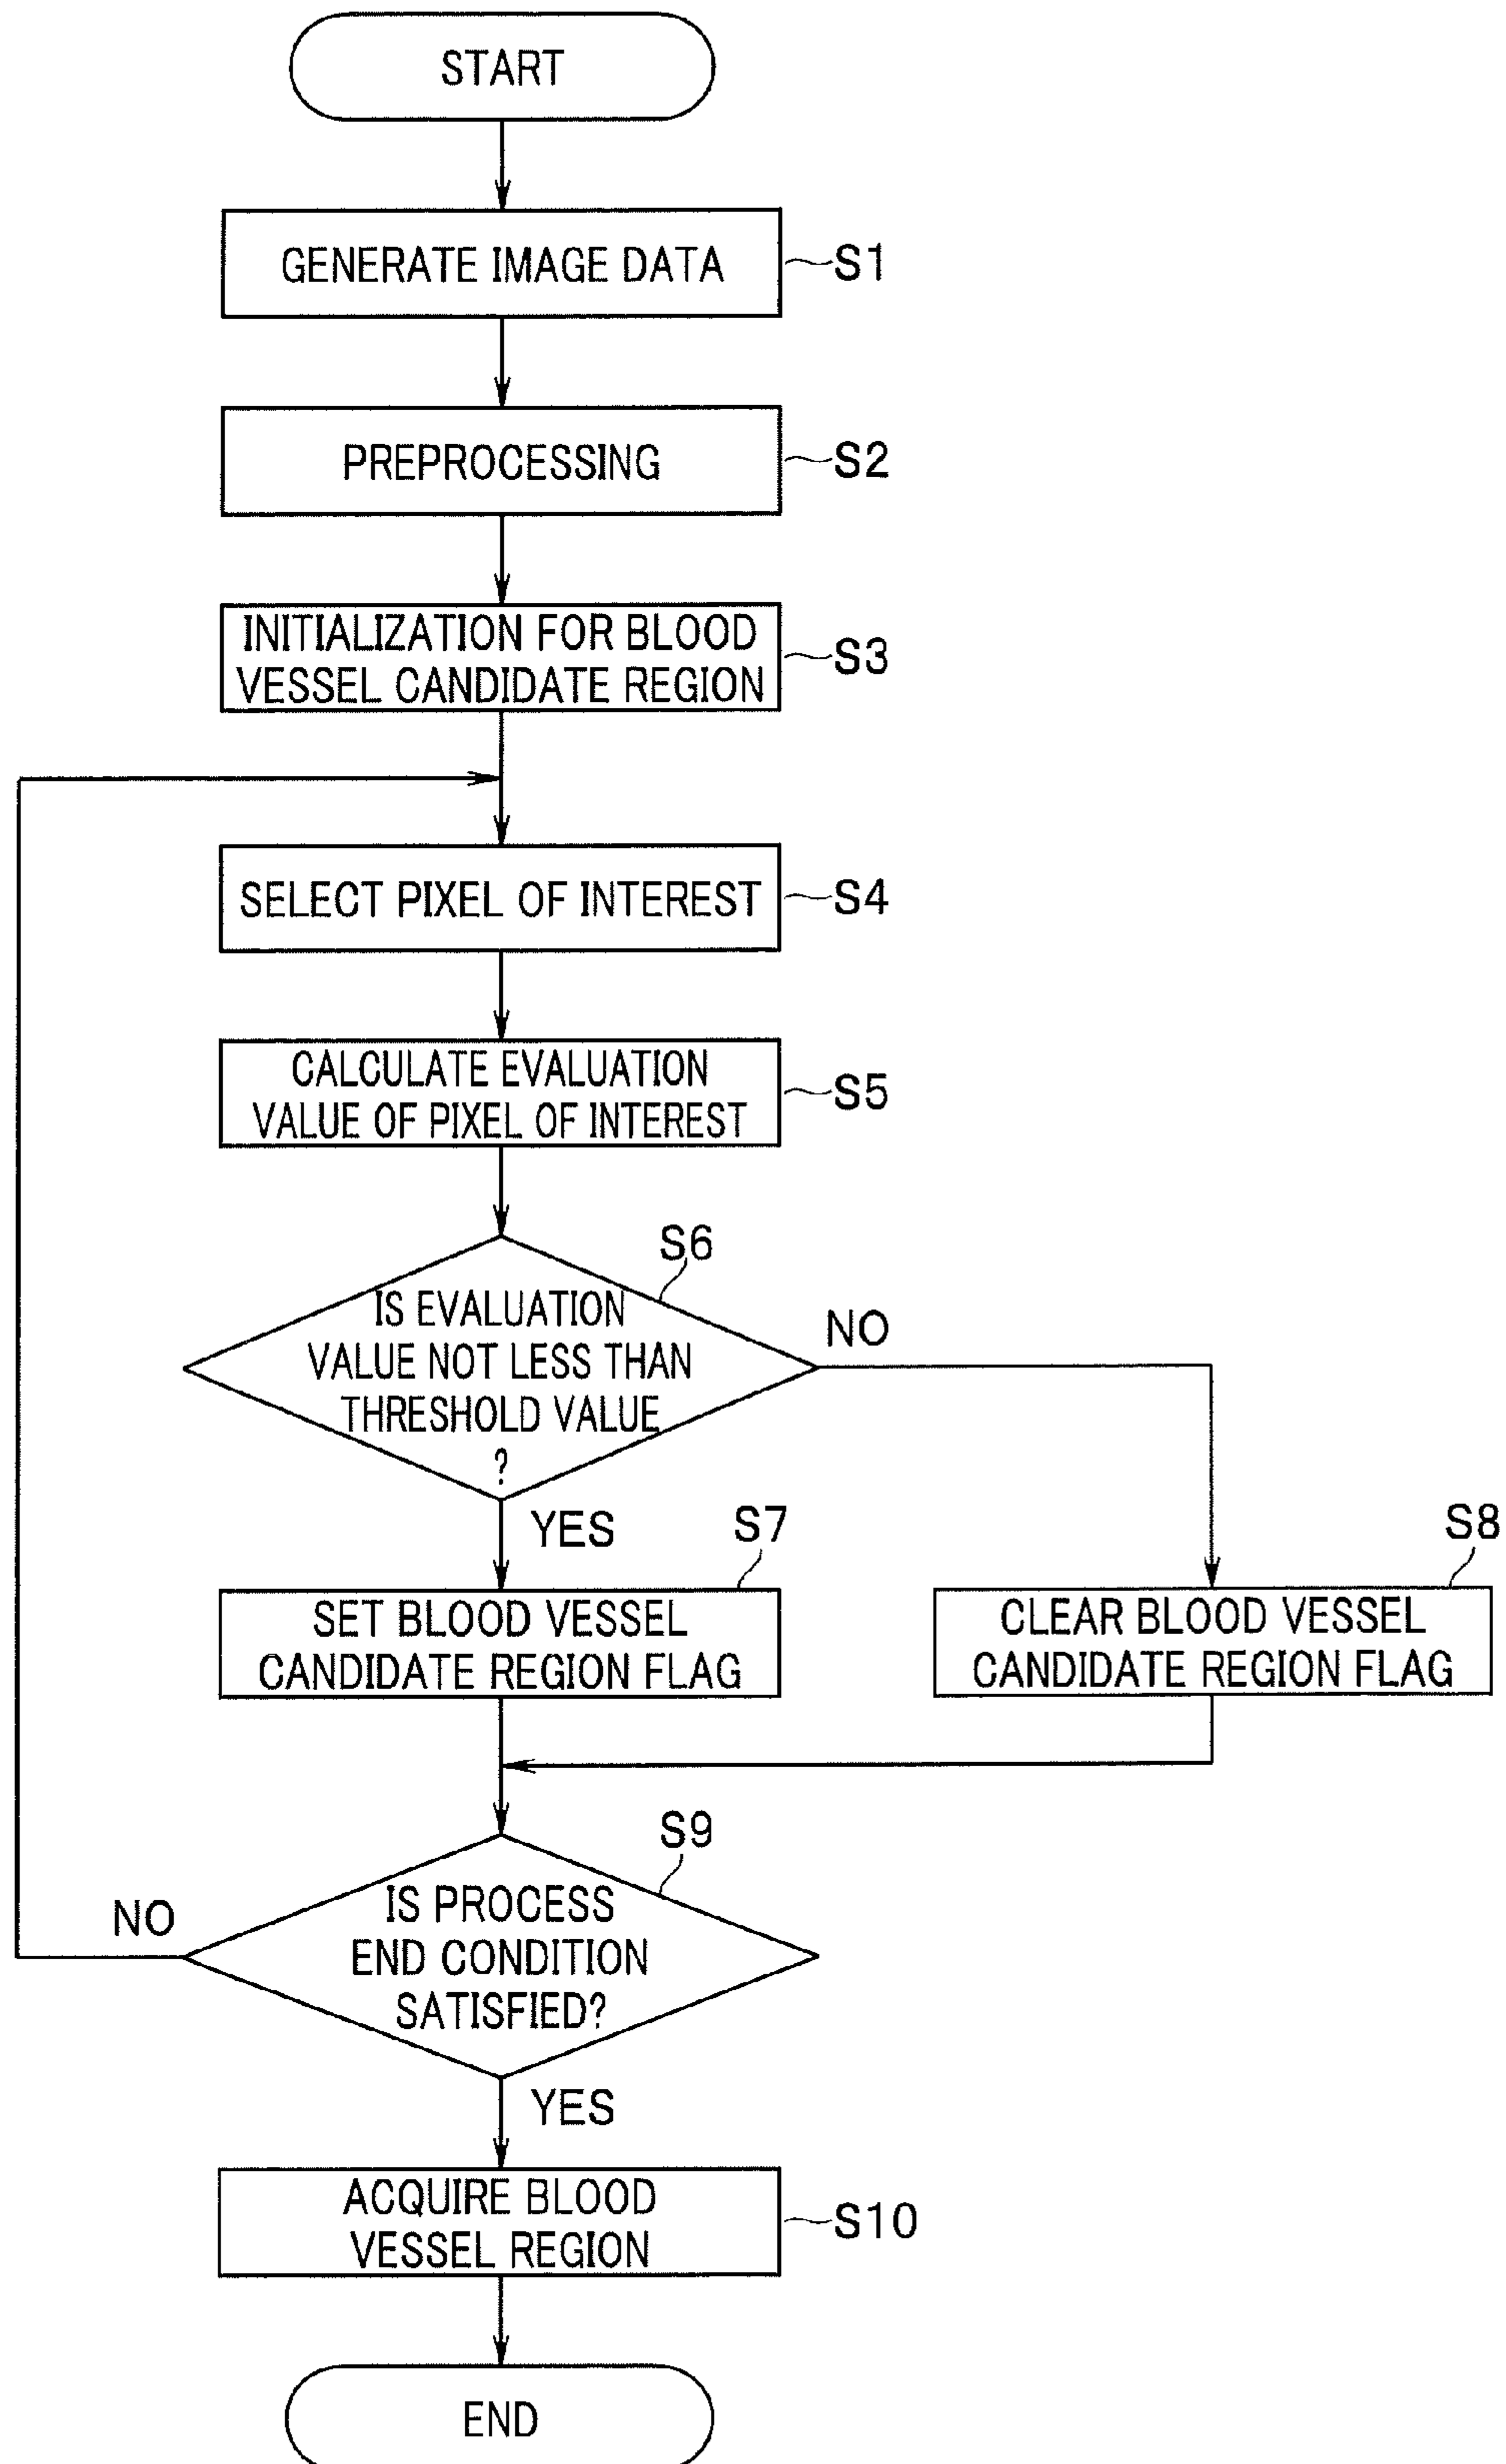 START
GENERATE IMAGE DATA
S1
PREPROCESSING
S2
INITIALIZATION FOR BLOOD
VESSEL CANDIDATE REGION
S3
SELECT PIXEL OF INTEREST
S4
CALCULATE EVALUATION
VALUE OF PIXEL OF INTEREST
S5
S6
IS EVALUATION
VALUE NOT LESS THAN
THRESHOLD VALUE
?
NO
YES
S7
SET BLOOD VESSEL
CANDIDATE REGION FLAG
S8
CLEAR BLOOD VESSEL
CANDIDATE REGION FLAG
S9
IS PROCESS
END CONDITION
SATISFIED?
NO
YES
ACQUIRE BLOOD
VESSEL REGION
S10
END